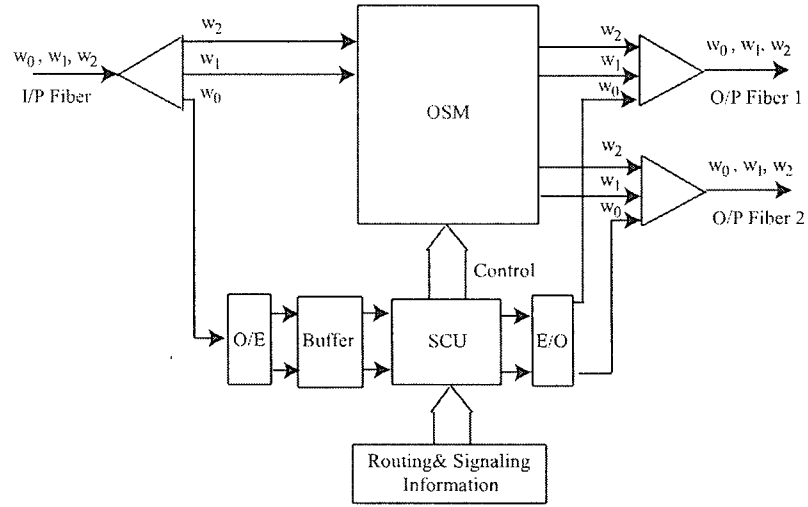 w2
w0 , w1, w2
w1
I/P Fiber
w0
OSM
w2
w1
w0
w0, w1, w2
O/P Fiber 1
w2
w1
w0
w0 , w1, w2
O/P Fiber 2
Control
O/E
Buffer
SCU
E/O
Routing& Signaling
Information